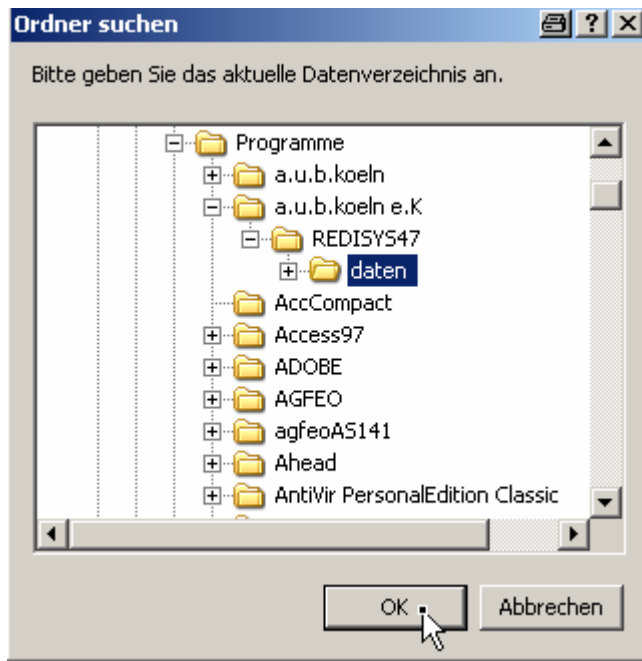 Ordner suchen
Bitte geben Sie das aktuelle Datenverzeichnis an.
Programme
a.u.b.koeln
a.u.b.koeln e.K
REDISYS47
daten
AccCompact
Access97
ADOBE
AGFEO
agfeoAS141
Ahead
AntiVir PersonalEdition Classic
OK Abbrechen